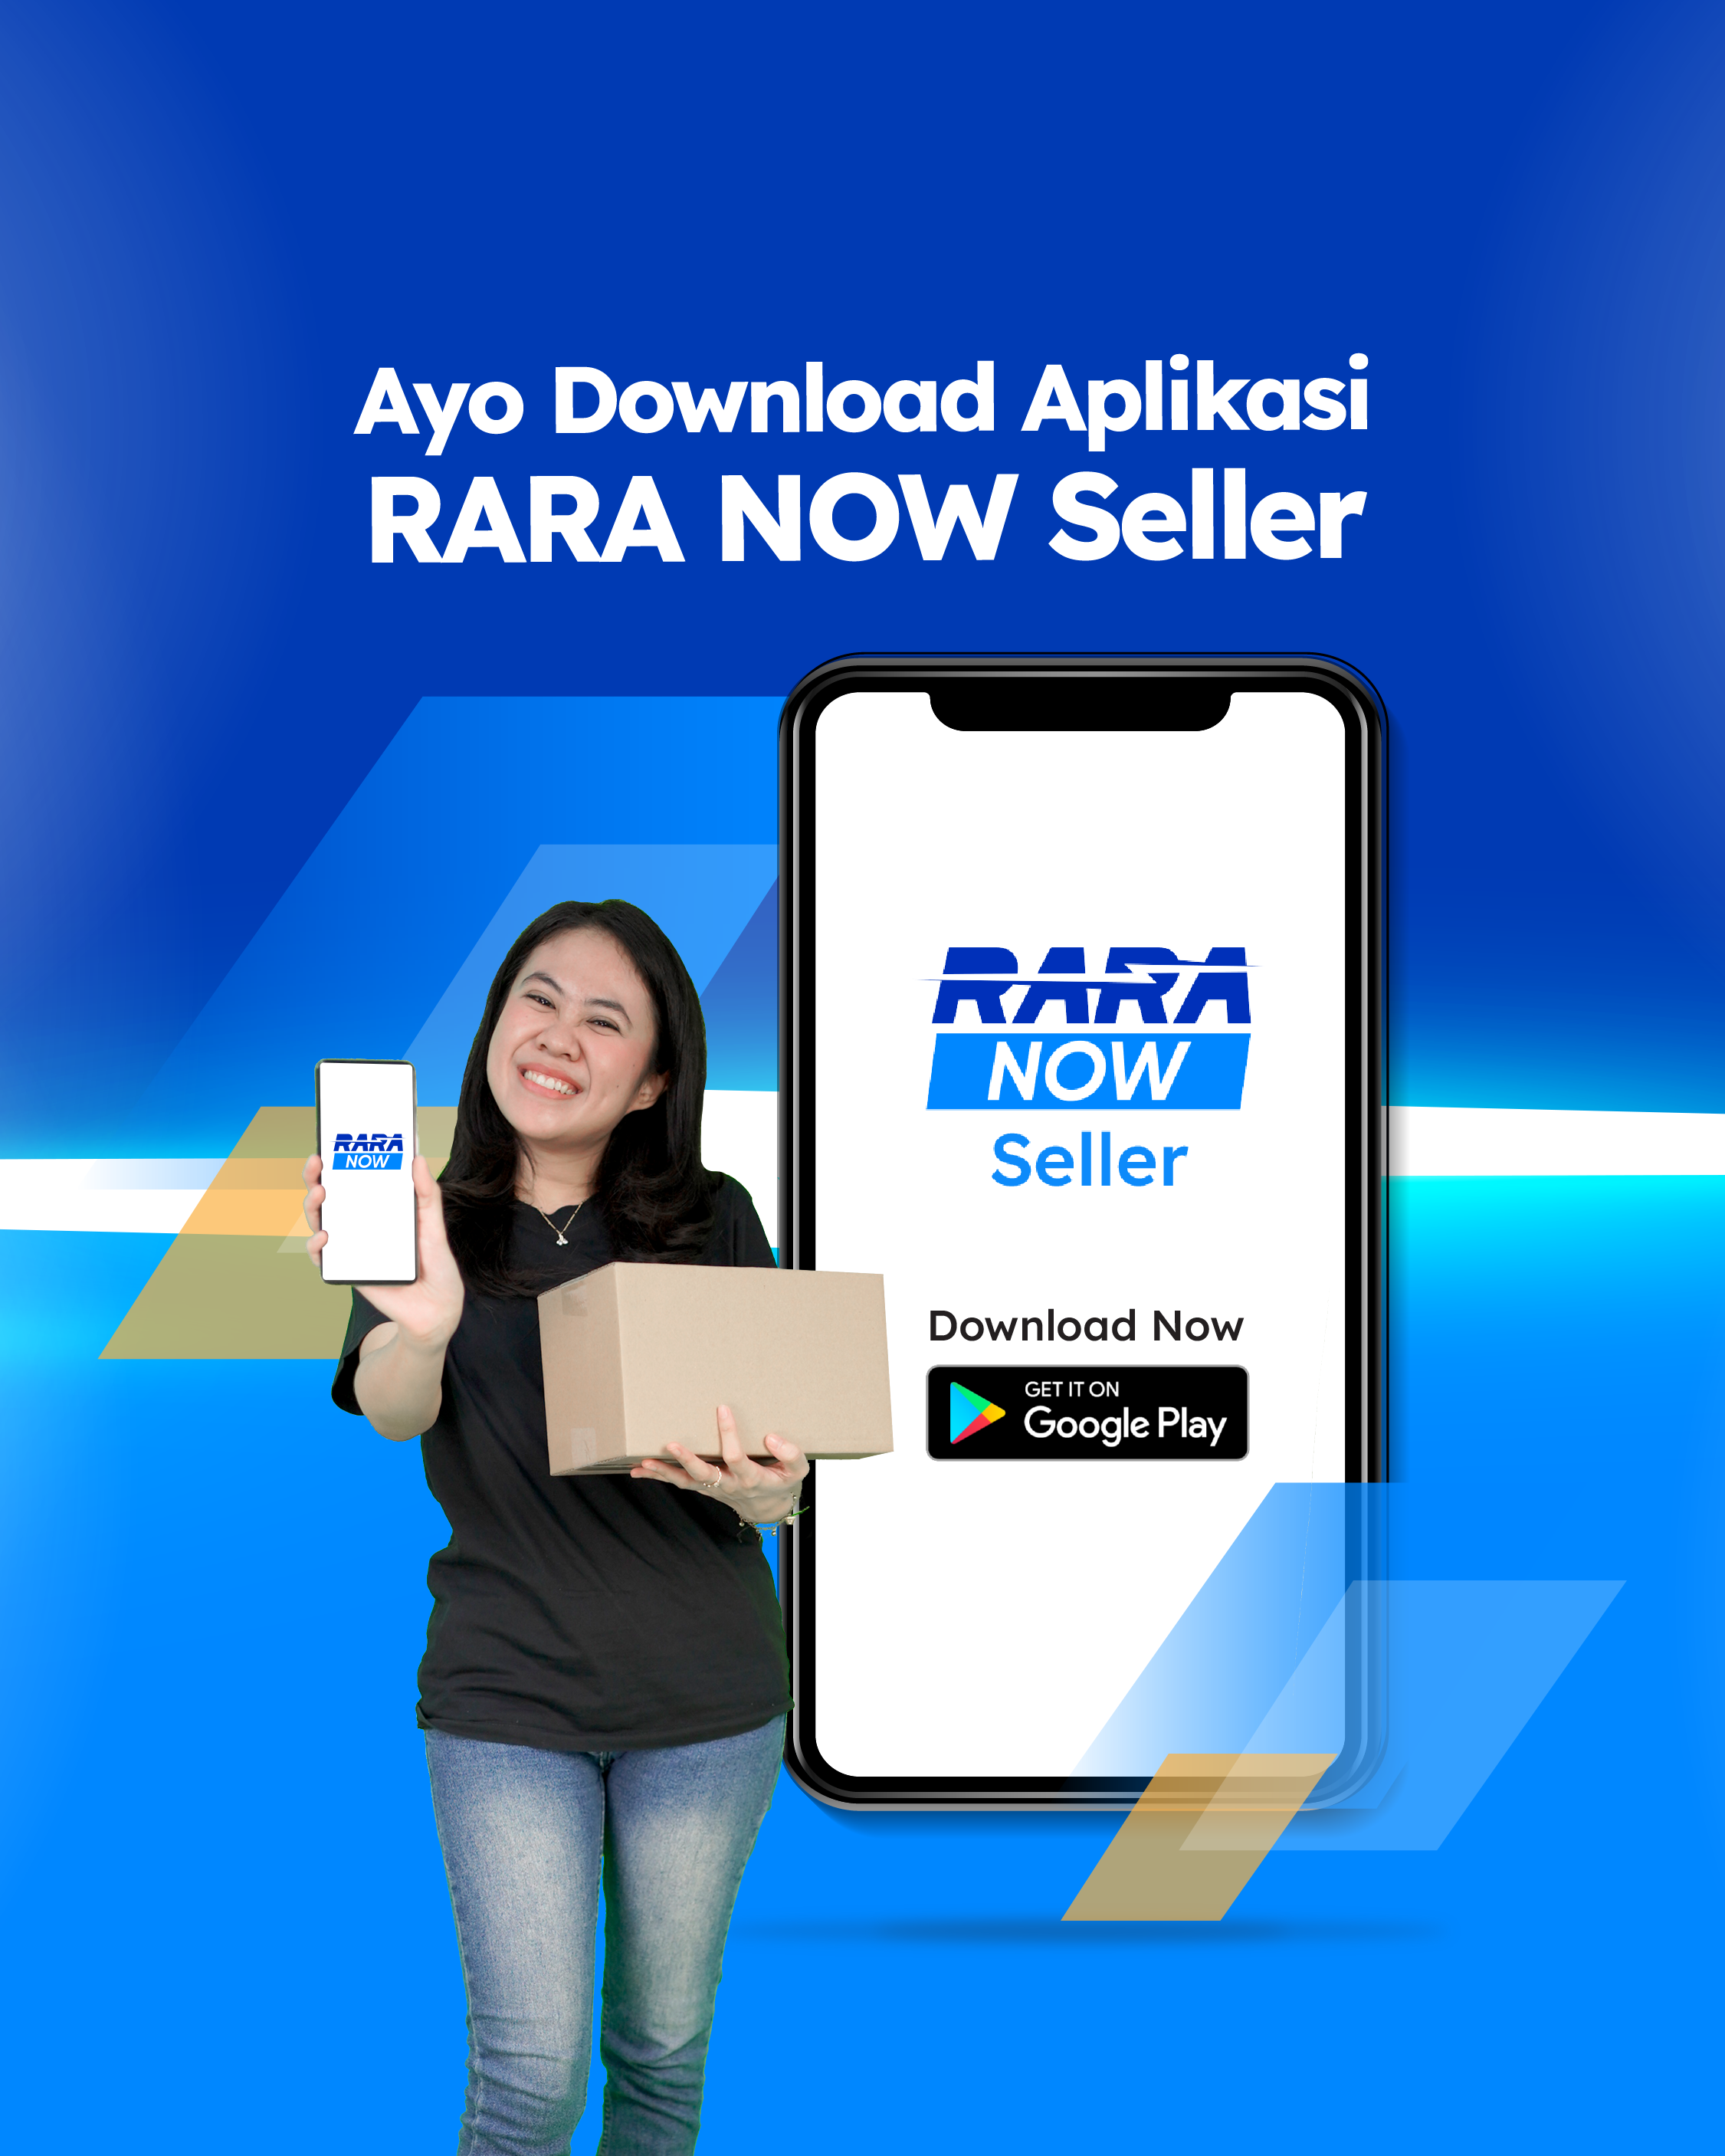 Ayo Download Aplikasi
RARA NOW Seller
RARA
NOW
Seller
RARA
NOW
Download Now
GET IT ON
Google Play